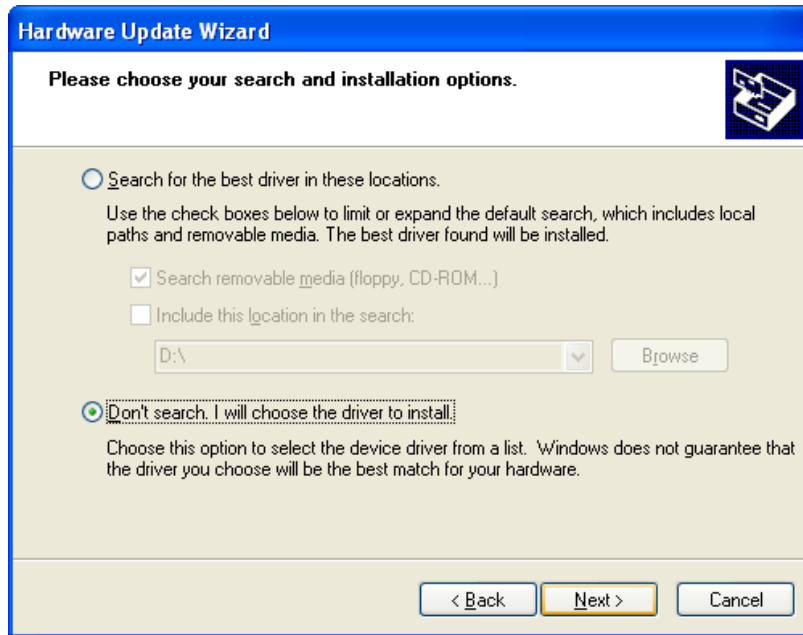 Hardware Update Wizard
Please choose your search and installation options.
Search for the best driver in these locations.
Use the check boxes below to limit or expand the default search, which includes local
paths and removable media. The best driver found will be installed.
Search removable media (floppy, CD-ROM...)
Include this location in the search:
D:\
Browse
Don't search. I will choose the driver to install.
Choose this option to select the device driver from a list.  Windows does not guarantee that
the driver you choose will be the best match for your hardware.
< Back
Next >
Cancel